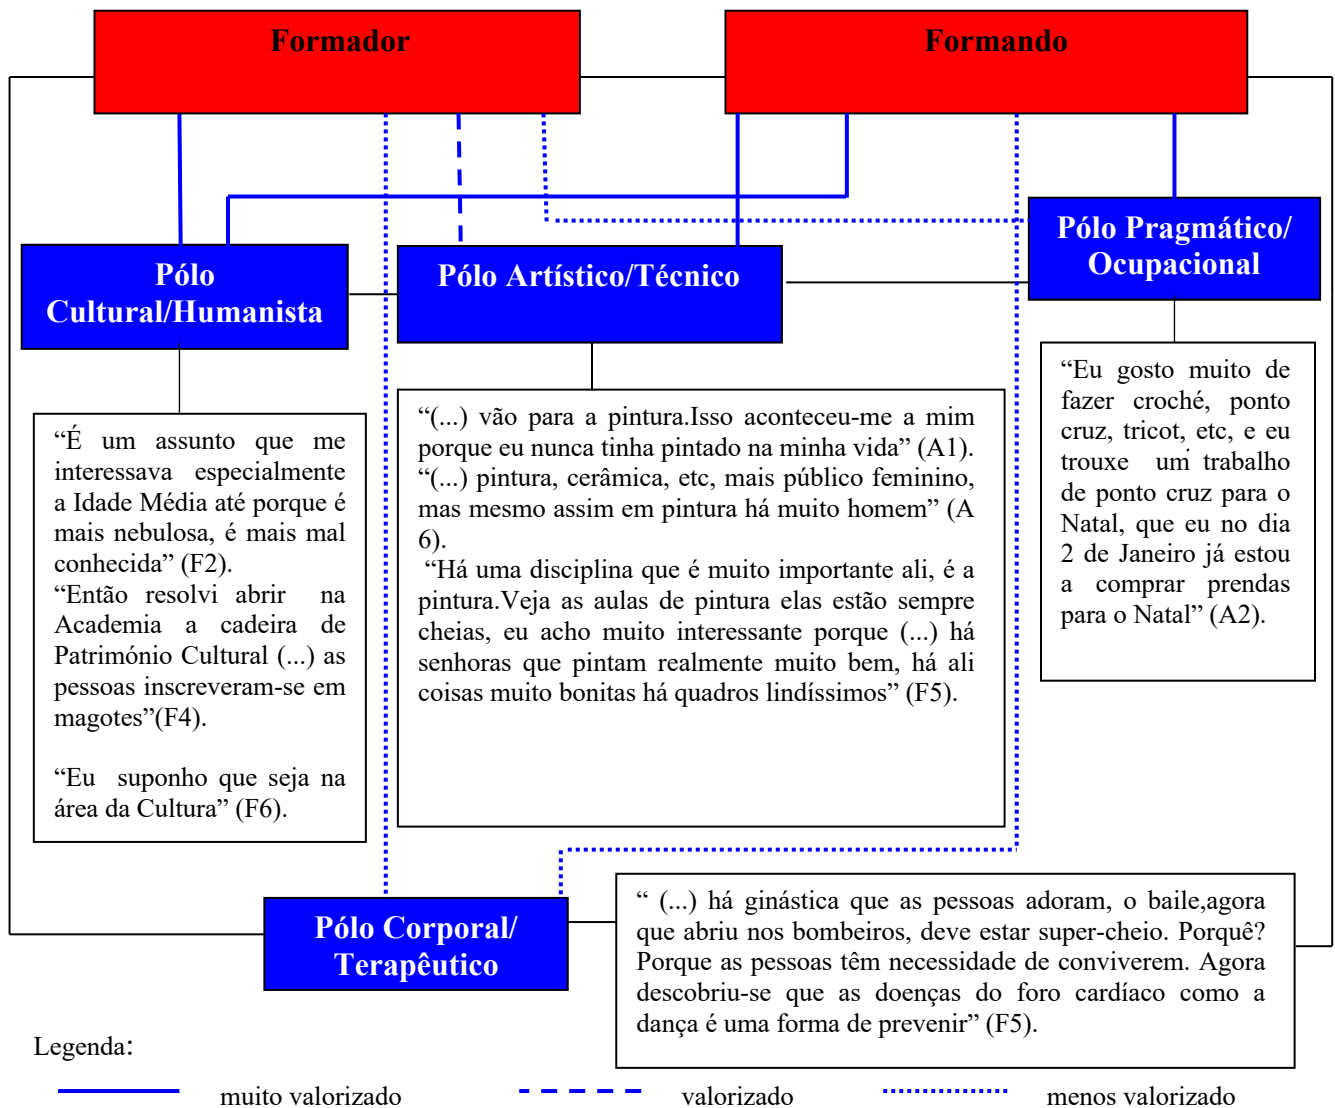 Formador
Formando
Pólo Pragmático/
Ocupacional
Pólo
Cultural/Humanista
Pólo Artístico/Técnico
“Eu gosto muito de
fazer croché, ponto
cruz, tricot, etc, e eu
trouxe um trabalho
de ponto cruz para o
Natal, que eu no dia
2 de Janeiro já estou
a comprar prendas
para o Natal” (A2).
“É um assunto que me
interessava especialmente
a Idade Média até porque é
mais nebulosa, é mais mal
conhecida” (F2).
“Então resolvi abrir na
Academia a cadeira de
Património Cultural (...) as
pessoas inscreveram-se em
magotes”(F4).
“Eu suponho que seja na
área da Cultura” (F6).
“(...) vão para a pintura.Isso aconteceu-me a mim
porque eu nunca tinha pintado na minha vida” (A1).
“(...) pintura, cerâmica, etc, mais público feminino,
mas mesmo assim em pintura há muito homem” (A
6).
“Há uma disciplina que é muito importante ali, é a
pintura.Veja as aulas de pintura elas estão sempre
cheias, eu acho muito interessante porque (...) há
senhoras que pintam realmente muito bem, há ali
coisas muito bonitas há quadros lindíssimos” (F5).
Pólo Corporal/
Terapêutico
“ (...) há ginástica que as pessoas adoram, o baile,agora
que abriu nos bombeiros, deve estar super-cheio. Porquê?
Porque as pessoas têm necessidade de conviverem. Agora
descobriu-se que as doenças do foro cardíaco como a
dança é uma forma de prevenir” (F5).
Legenda:
muito valorizado
valorizado
menos valorizado